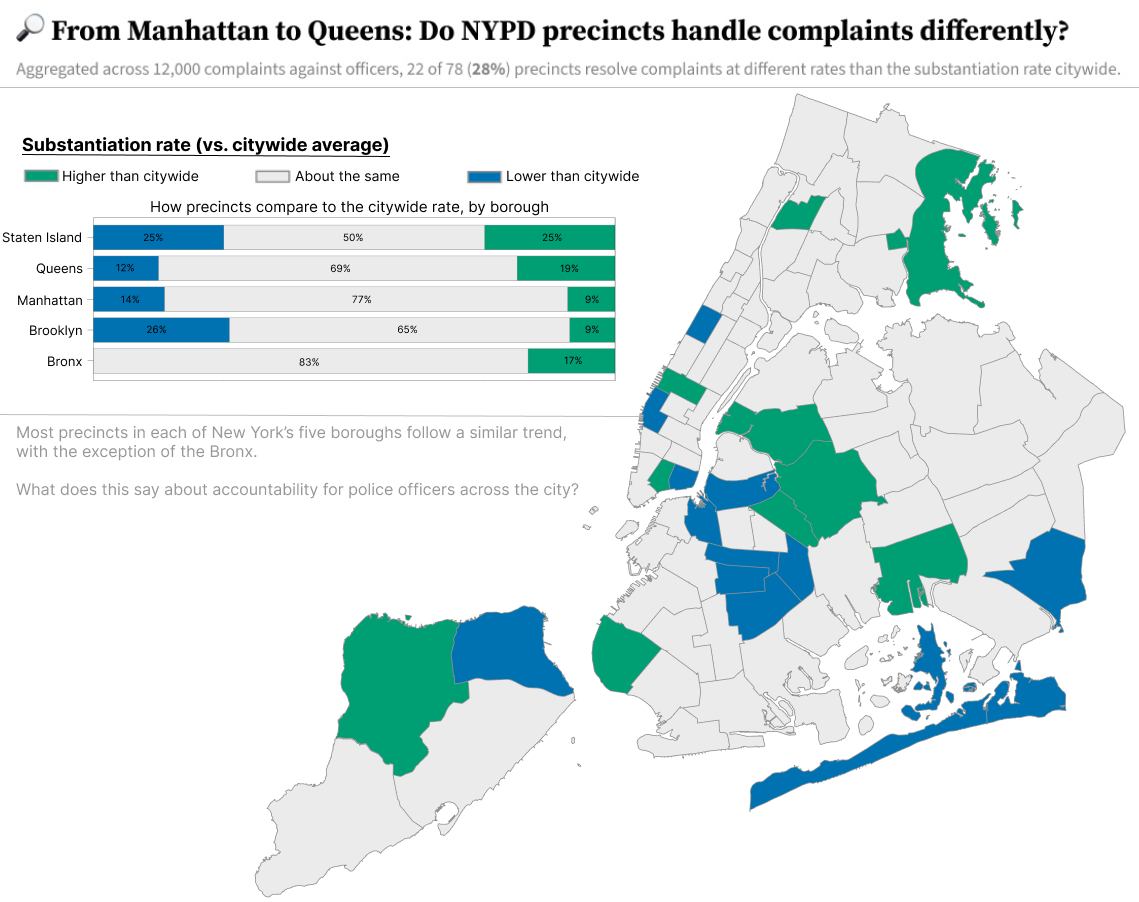 From Manhattan to Queens: Do NYPD precincts handle complaints differently?
Aggregated across 12,000 complaints against officers, 22 of 78 (28%) precincts resolve complaints at different rates than the substantiation rate citywide.
Substantiation rate (vs. citywide average)
Higher than citywide About the same Lower than citywide
How precincts compare to the citywide rate, by borough
Staten Island 25% 50% 25%
Queens 12% 69% 19%
Manhattan 14% 77% 9%
Brooklyn 26% 65% 9%
Bronx 83% 17%
Most precincts in each of New York’s five boroughs follow a similar trend,
with the exception of the Bronx.
What does this say about accountability for police officers across the city?